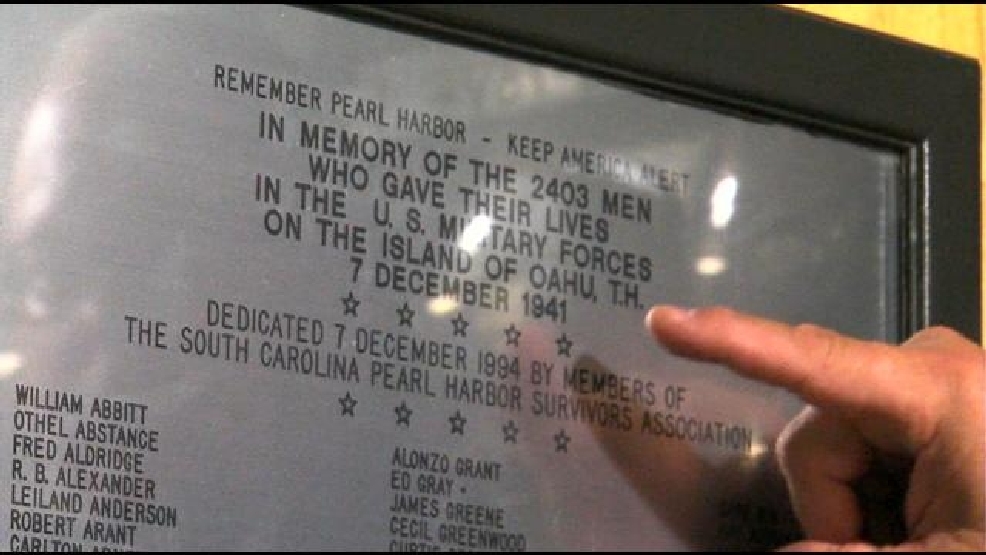 REMEMBER PEARL HARBOR - KEEP AMERICA ALERT
IN MEMORY OF THE 2403 MEN
WHO GAVE THEIR LIVES
IN THE U. S. MILITARY FORCES
ON THE ISLAND OF OAHU, T.H.
7 DECEMBER 1941
DEDICATED 7 DECEMBER 1994 BY MEMBERS OF
THE SOUTH CAROLINA PEARL HARBOR SURVIVORS ASSOCIATION
WILLIAM ABBITT
OTHEL ABSTANCE
FRED ALDRIDGE
R. B. ALEXANDER
LEILAND ANDERSON
ROBERT ARANT
CARLTON
ALONZO GRANT
ED GRAY
JAMES GREENE
CECIL GREENWOOD
CURTIS